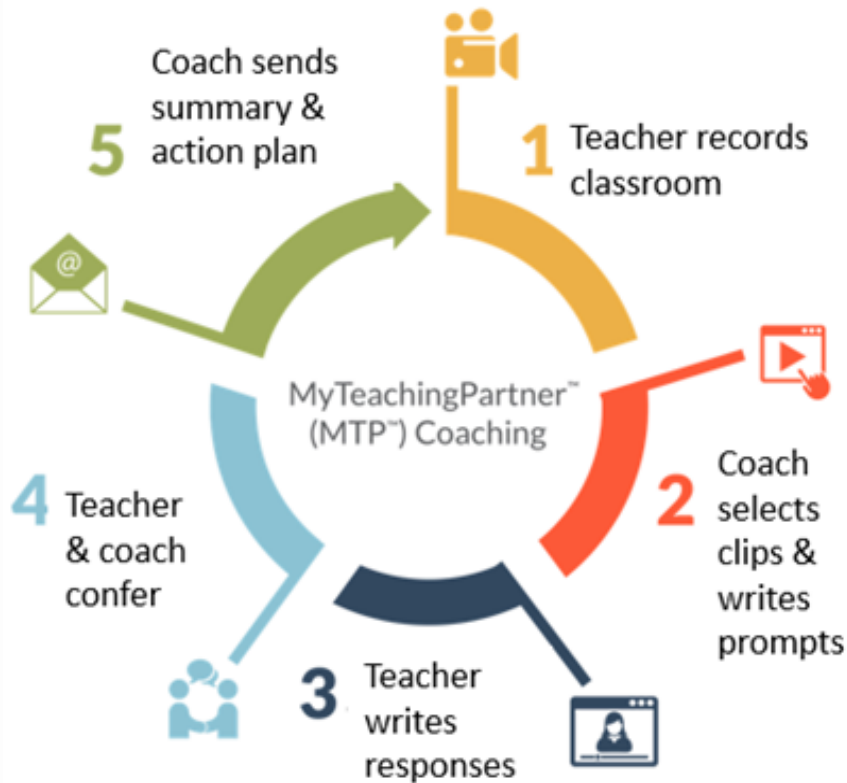 MyTeachingPartner™
(MTP™) Coaching
1
Teacher records
classroom
2
Coach
selects
clips &
writes
prompts
3
Teacher
writes
responses
4
Teacher
& coach
confer
5
Coach sends
summary &
action plan
@